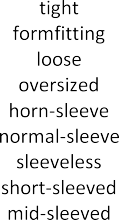 tight
formfitting
loose
oversized
horn-sleeve
normal-sleeve
sleeveless
short-sleeved
mid-sleeved